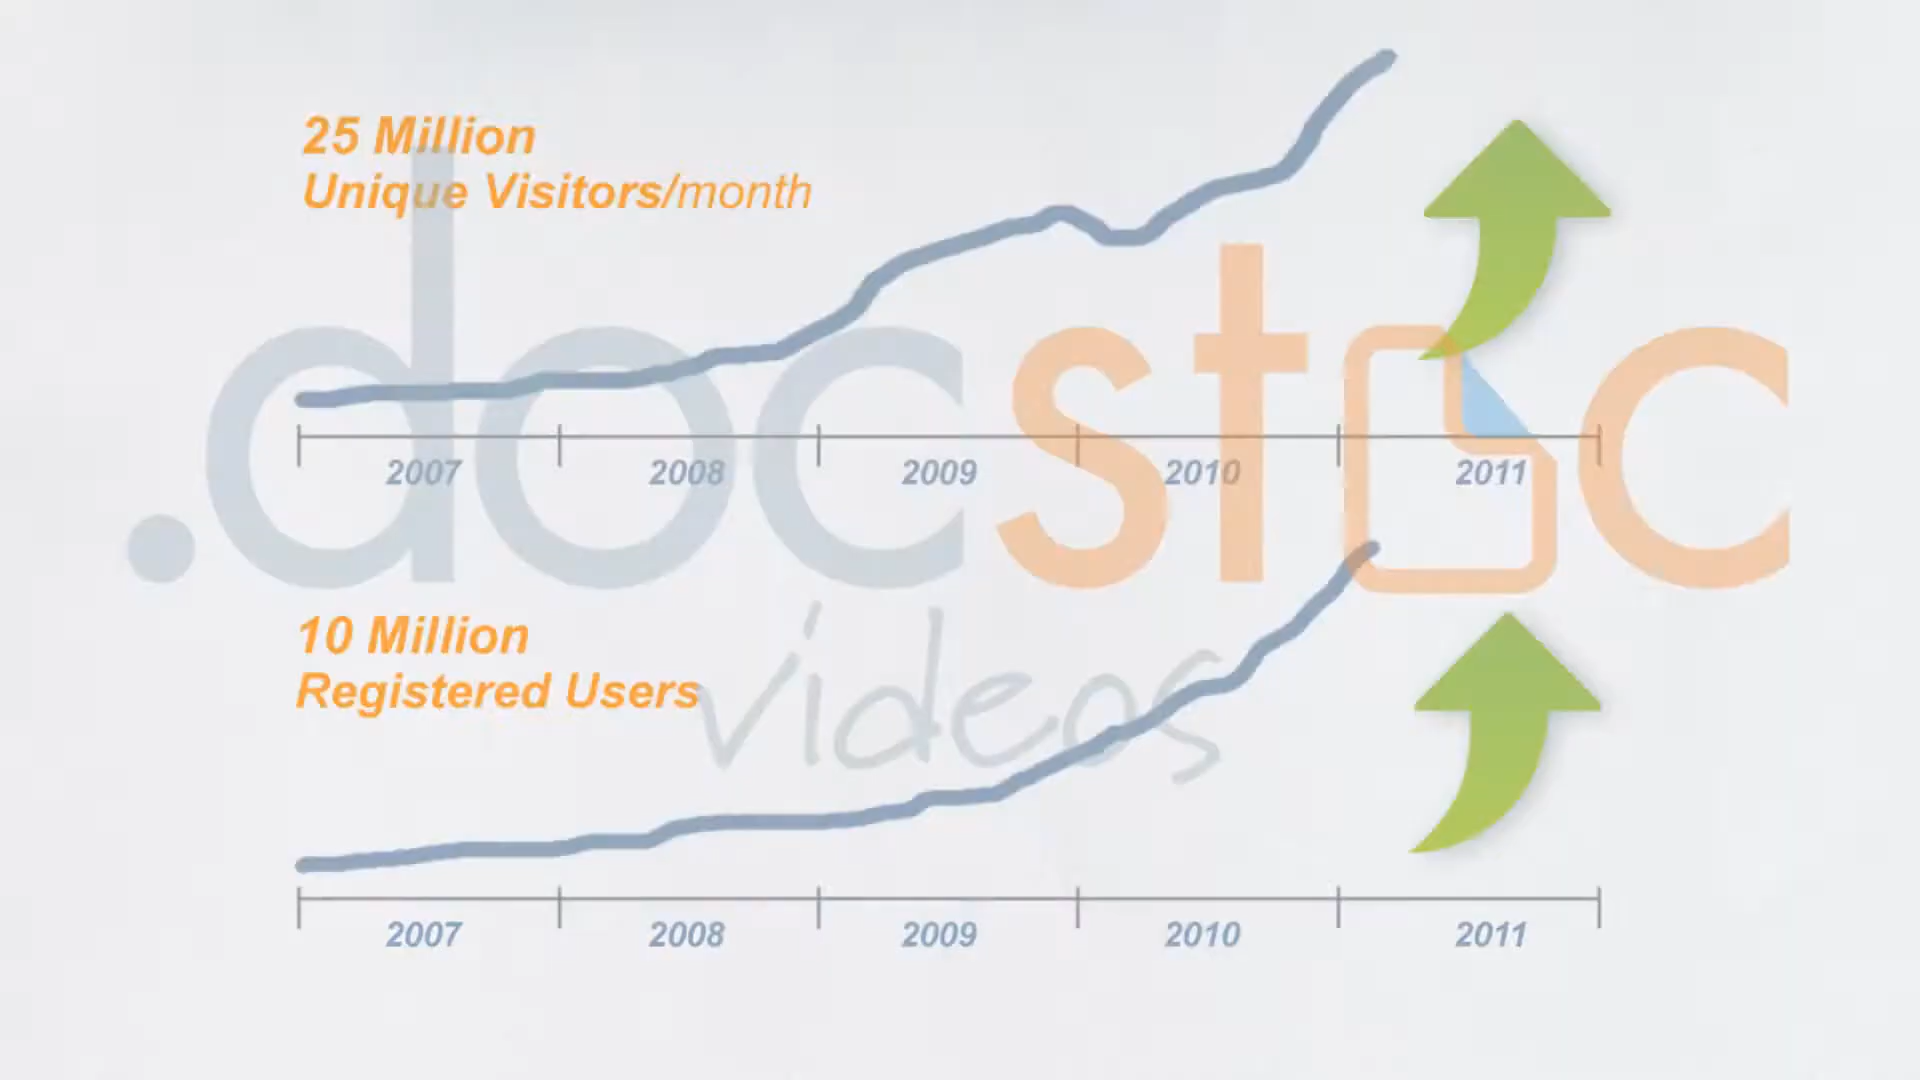 25 Million
Unique Visitors/month
2007 2008 2009 2010 2011
.docstoc
videos
10 Million
Registered Users
2007 2008 2009 2010 2011